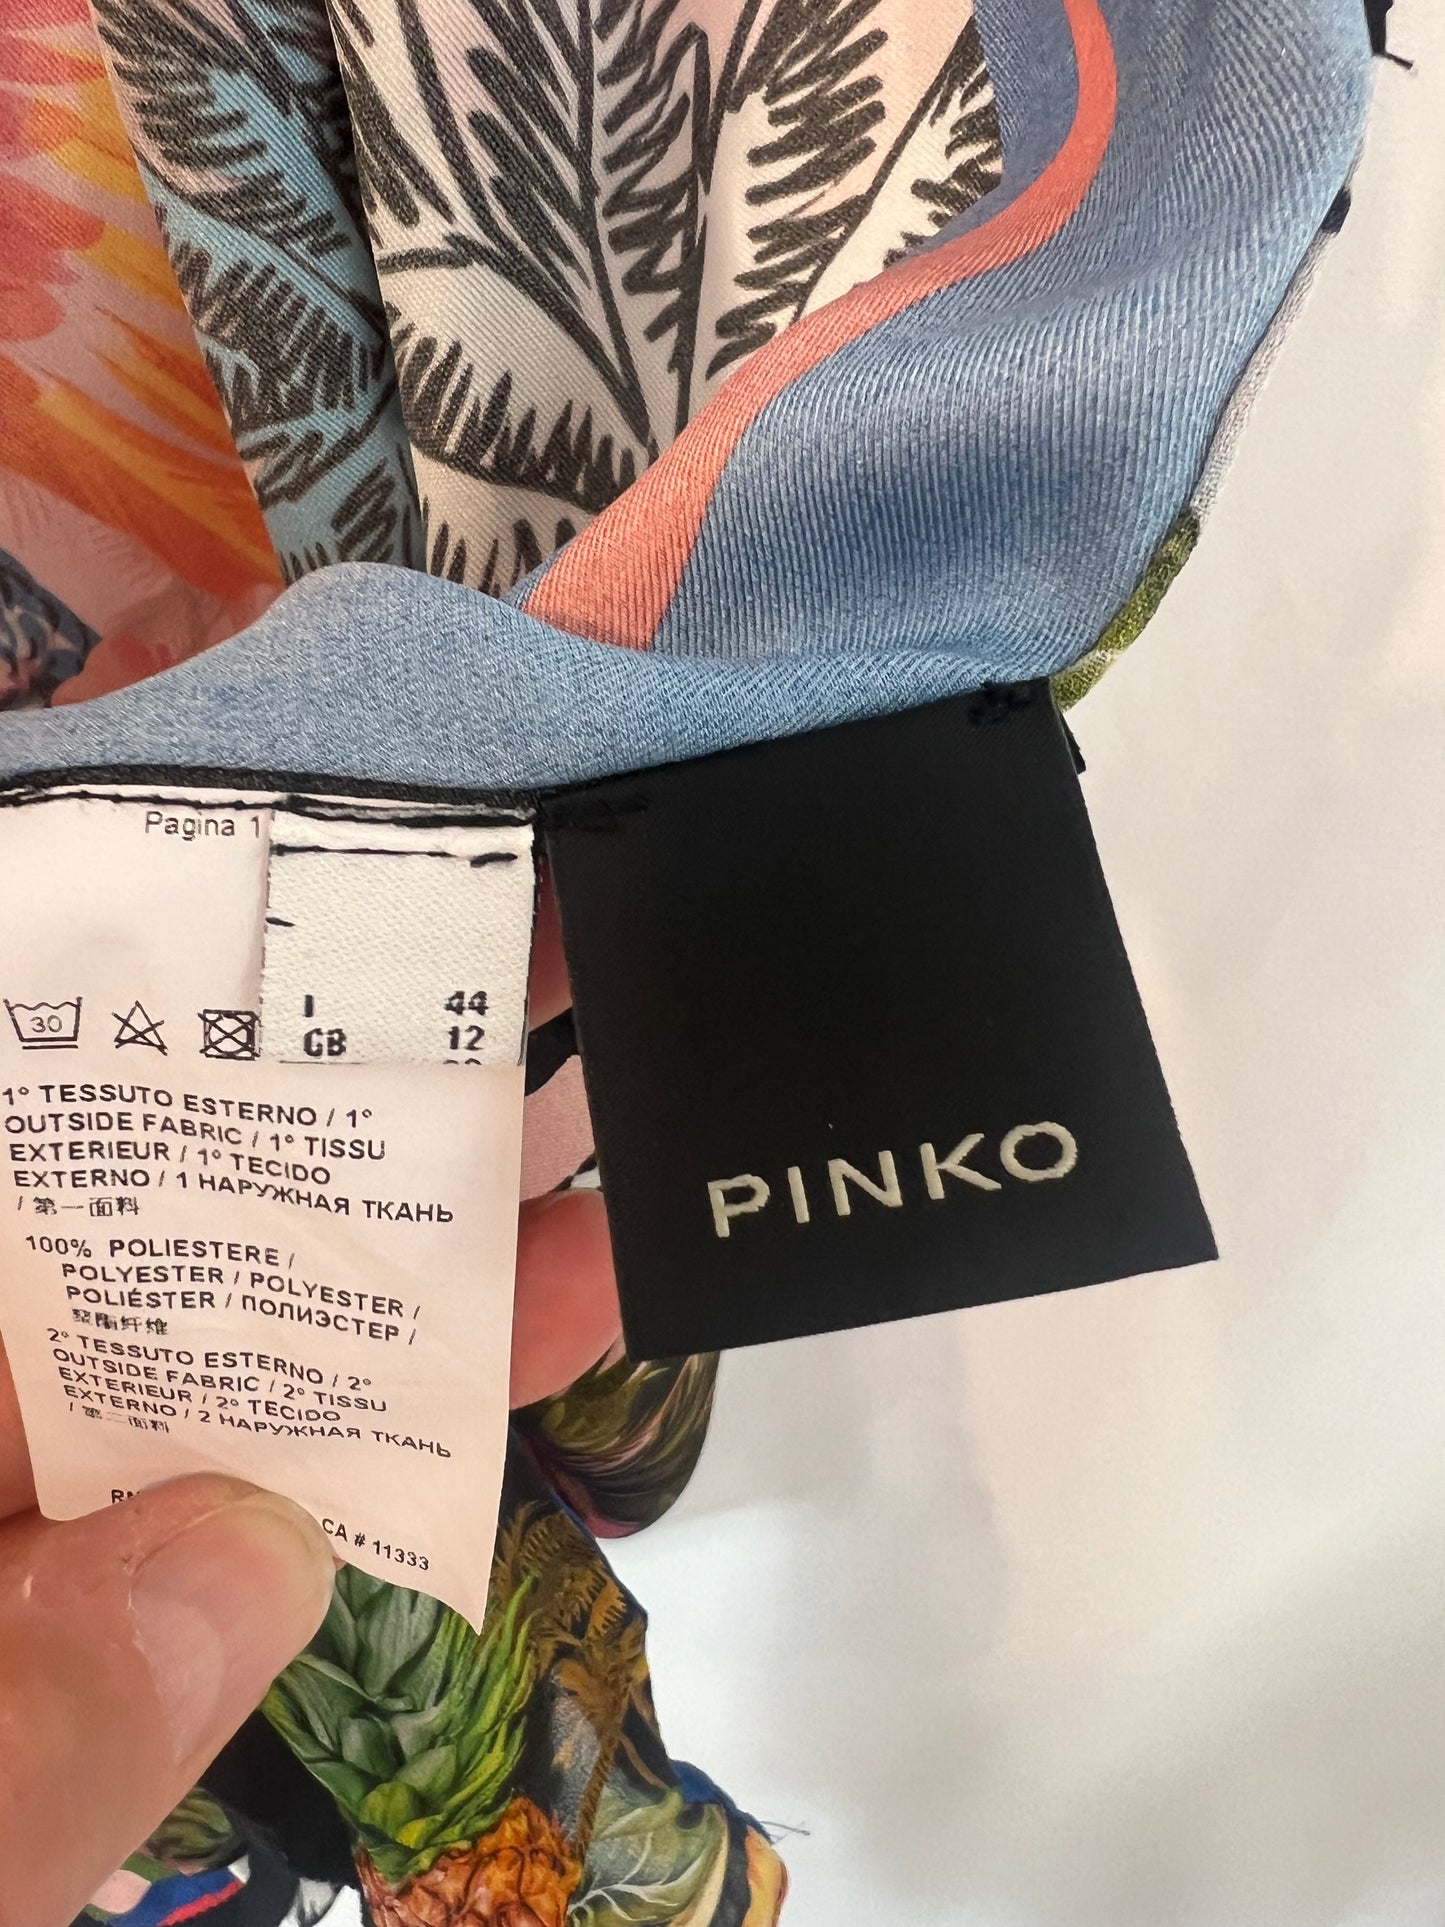 Pagina 1
30
I 44
GB 12
1° TESSUTO ESTERNO / 1°
OUTSIDE FABRIC / 1° TISSU
EXTERIEUR / 1° TECIDO
EXTERNO / 1 НАРУЖНАЯ ТКАНЬ
/ 第一面料
100% POLIESTERE /
POLYESTER / POLYESTER /
POLIÉSTER / ПОЛИЭСТЕР /
聚酯纤维
2° TESSUTO ESTERNO / 2°
OUTSIDE FABRIC / 2° TISSU
EXTERIEUR / 2° TECIDO
EXTERNO / 2 НАРУЖНАЯ ТКАНЬ
/ 第二面料
CA # 11333
PINKO